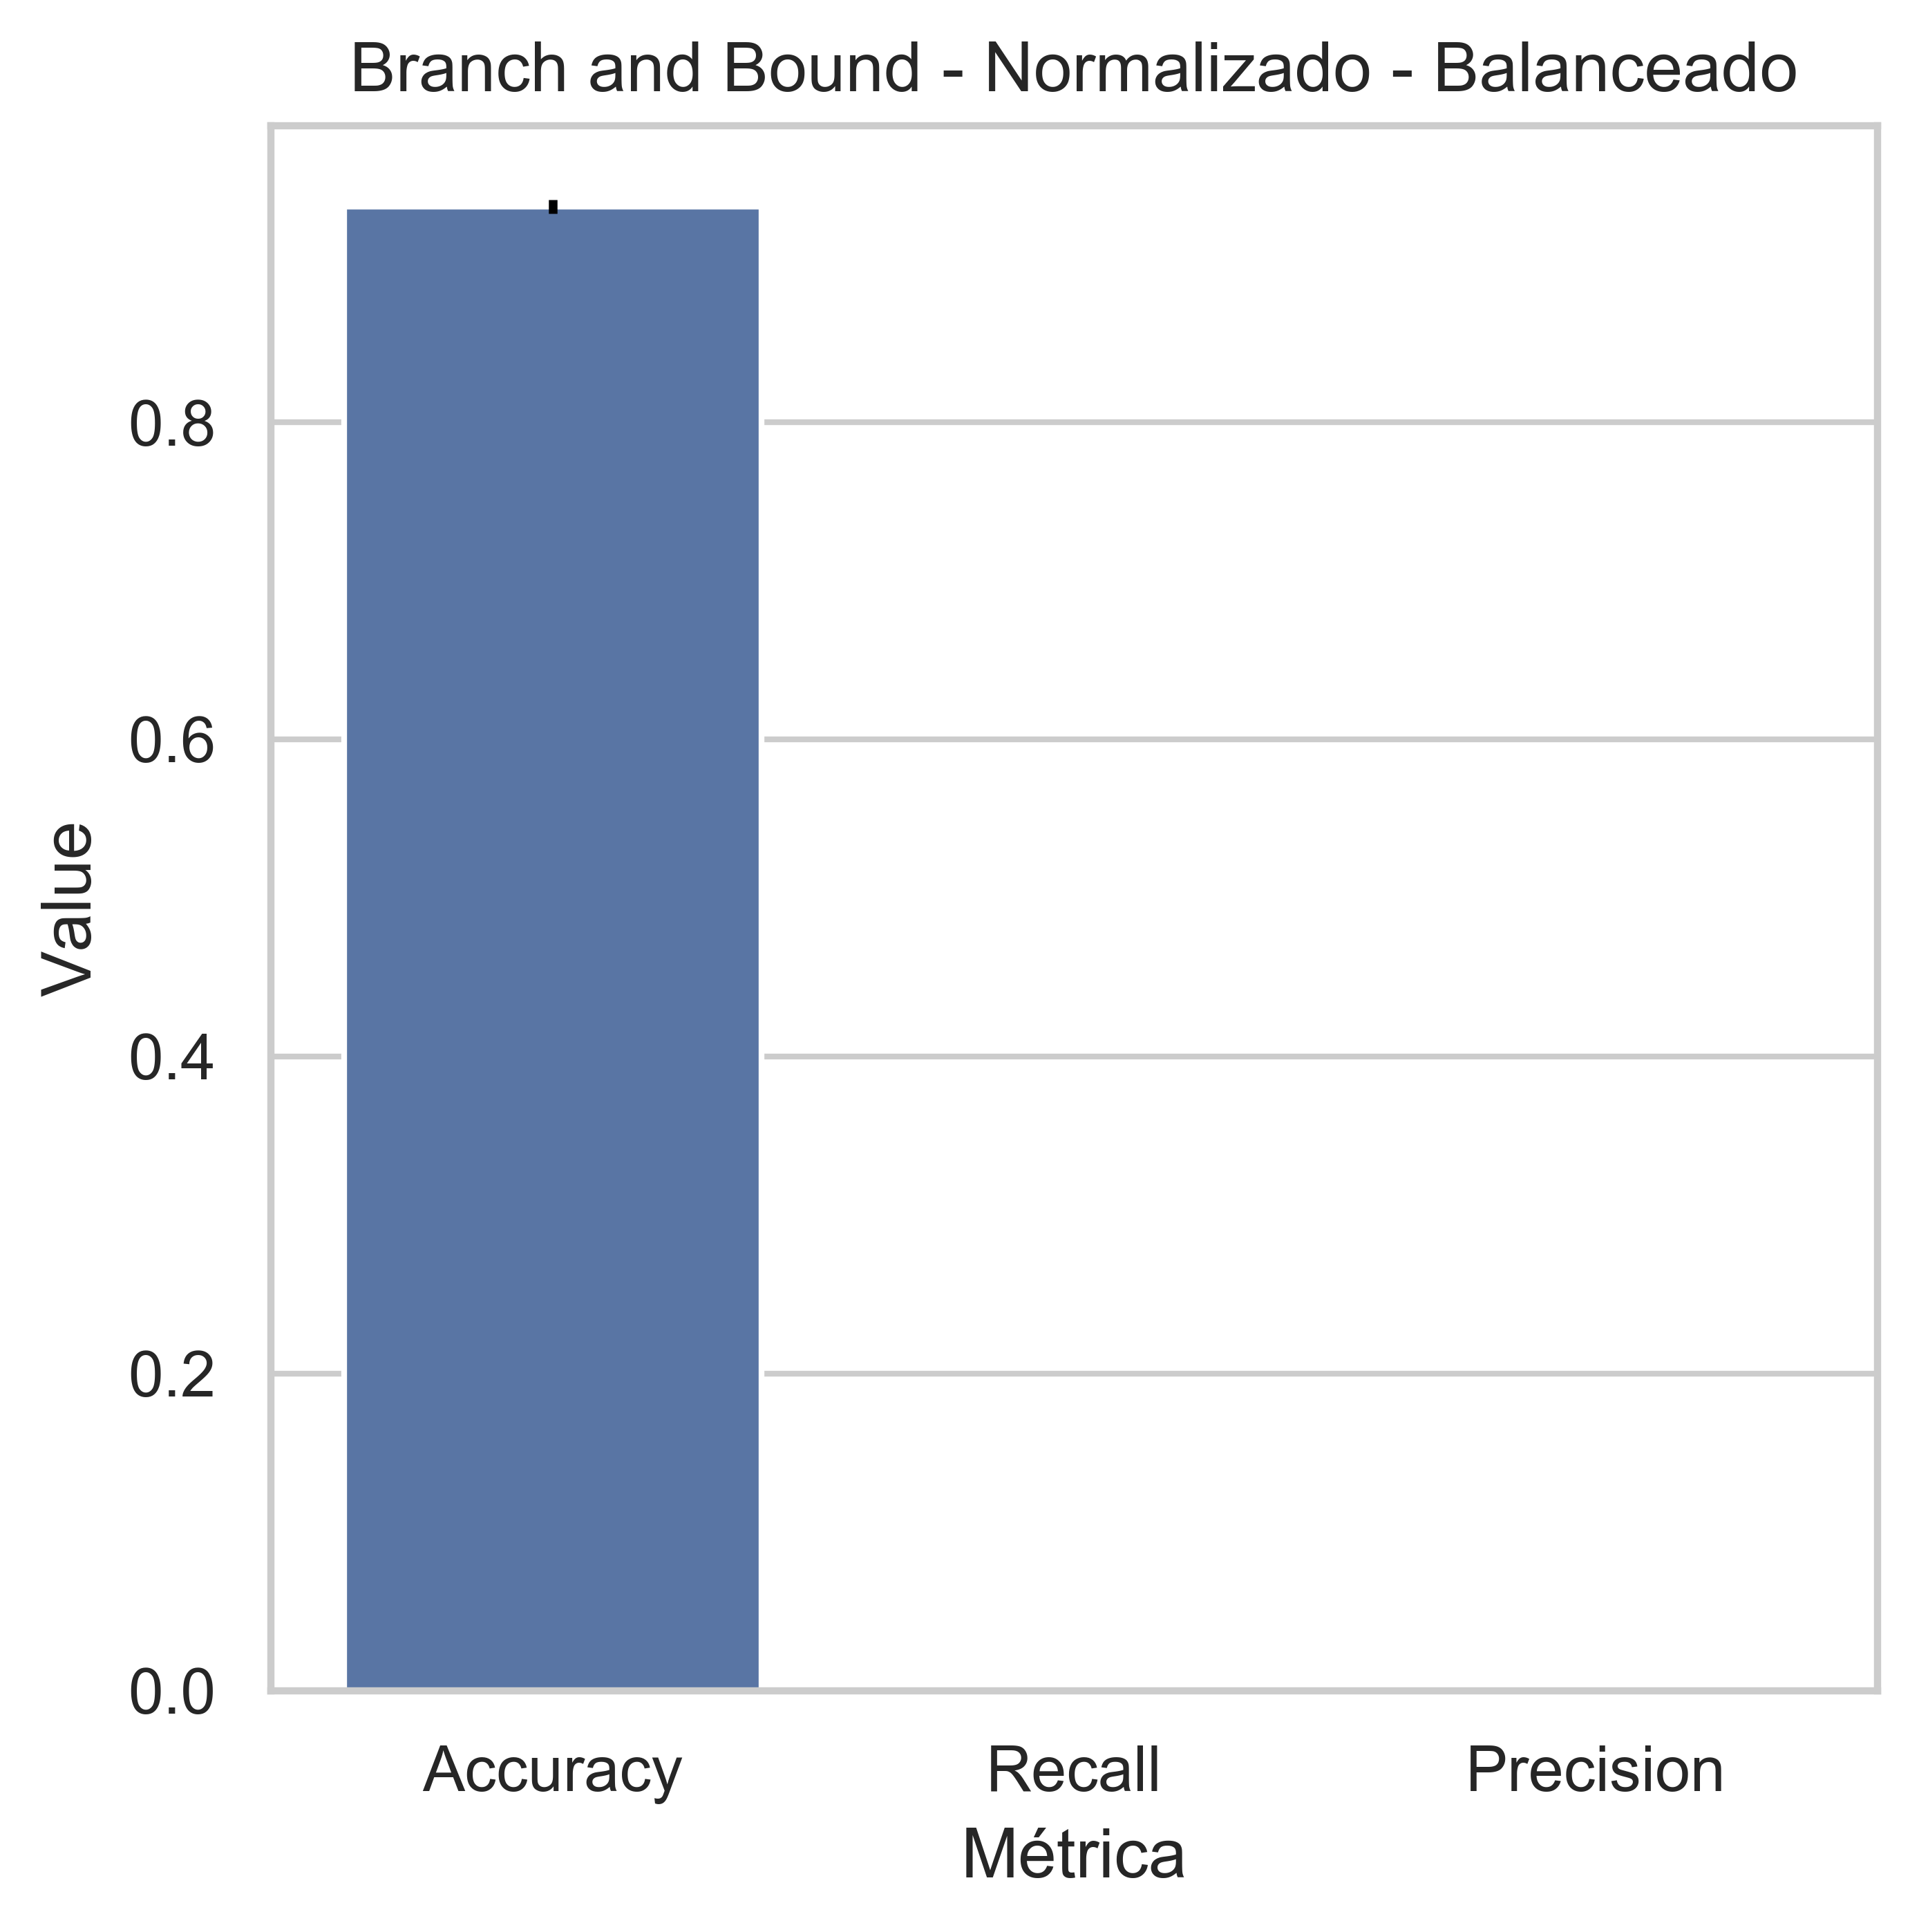 Branch and Bound - Normalizado - Balanceado
Value
0.8
0.6
0.4
0.2
0.0
Accuracy Recall Precision
Métrica